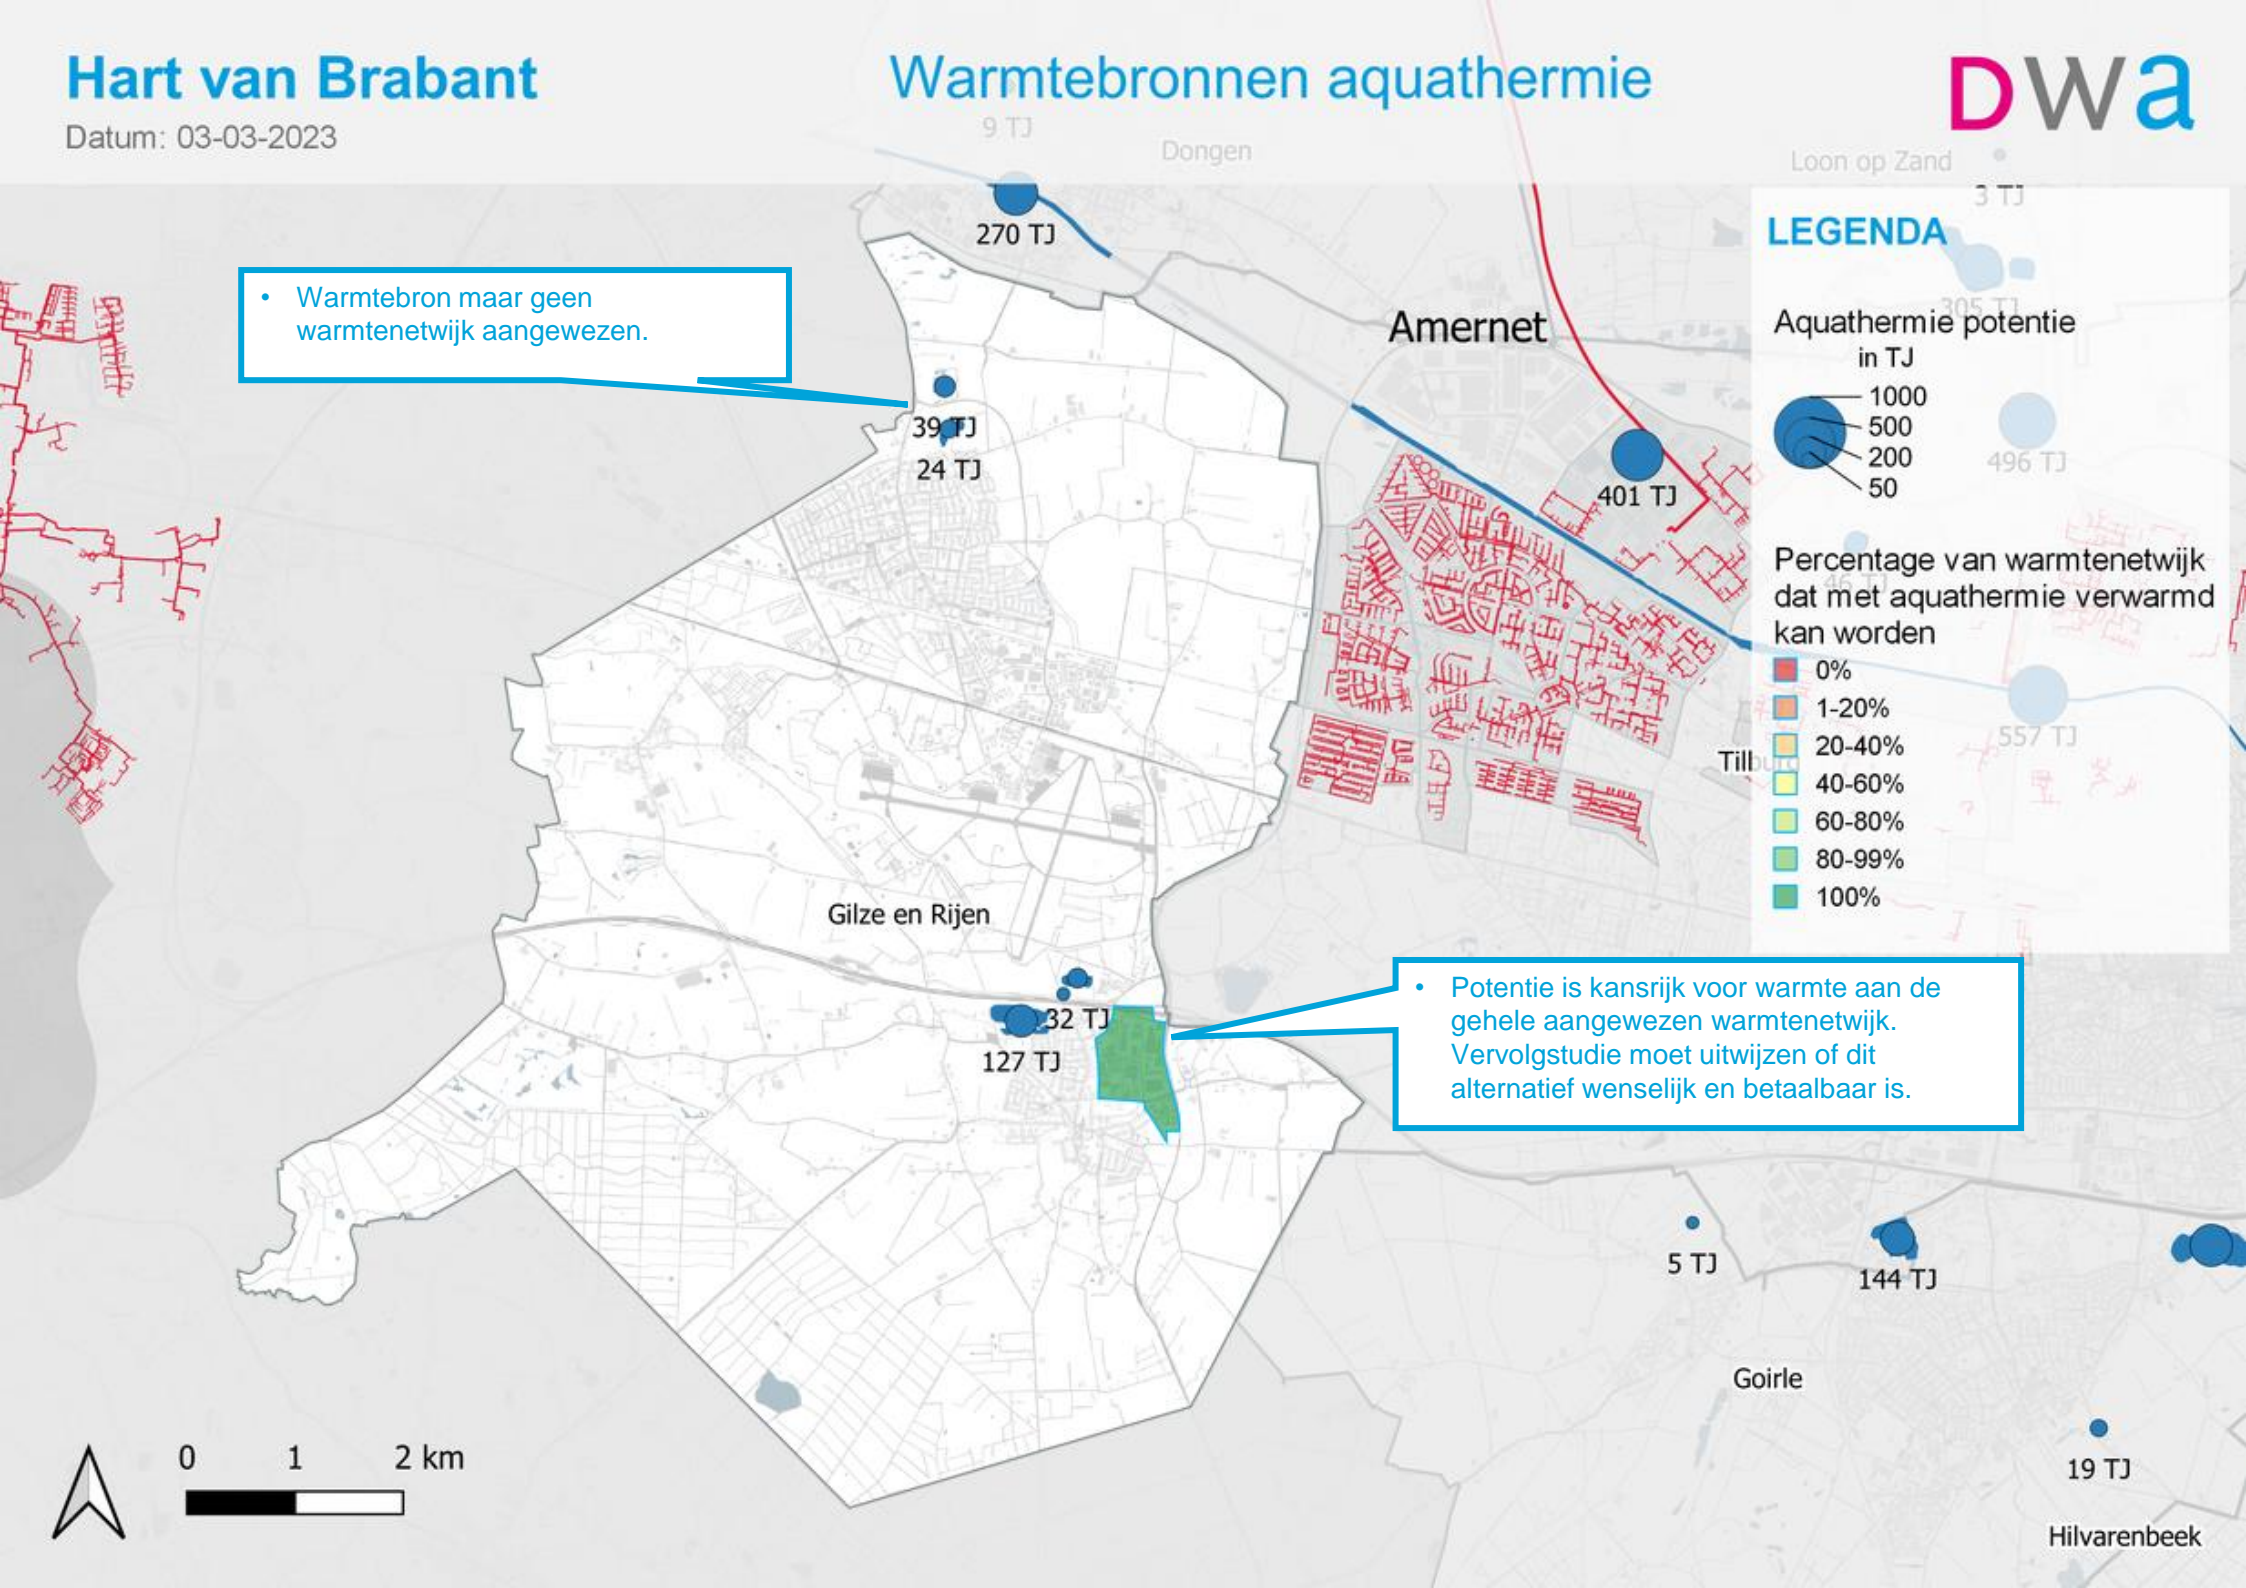 Hart van Brabant
Datum: 03-03-2023
Warmtebronnen aquathermie
DWa
9 TJ
Dongen
Loon op Zand
3 TJ
270 TJ
LEGENDA
305 TJ
Aquathermie potentie
in TJ
1000
500
200
50
496 TJ
Percentage van warmtenetwijk
dat met aquathermie verwarmd
kan worden
46 TJ
0%
1-20%
20-40%
40-60%
60-80%
80-99%
100%
557 TJ
• Warmtebron maar geen
warmtenetwijk aangewezen.
Amernet
39 TJ
24 TJ
401 TJ
Tilburg
Gilze en Rijen
32 TJ
127 TJ
• Potentie is kansrijk voor warmte aan de
gehele aangewezen warmtenetwijk.
Vervolgstudie moet uitwijzen of dit
alternatief wenselijk en betaalbaar is.
5 TJ
144 TJ
Goirle
19 TJ
Hilvarenbeek
0 1 2 km